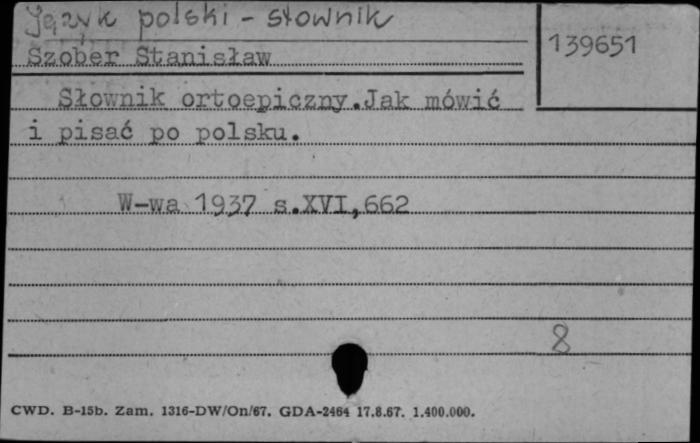 Język polski - słownik
139651
Szober Stanisław
Słownik ortoepiczny.Jak mówić
i pisać po polsku.
W-wa 1937 s.XVI,662
8
CWD. B-15b. Zam. 1316-DW/On/67. GDA-2464 17.8.67. 1.400.000.